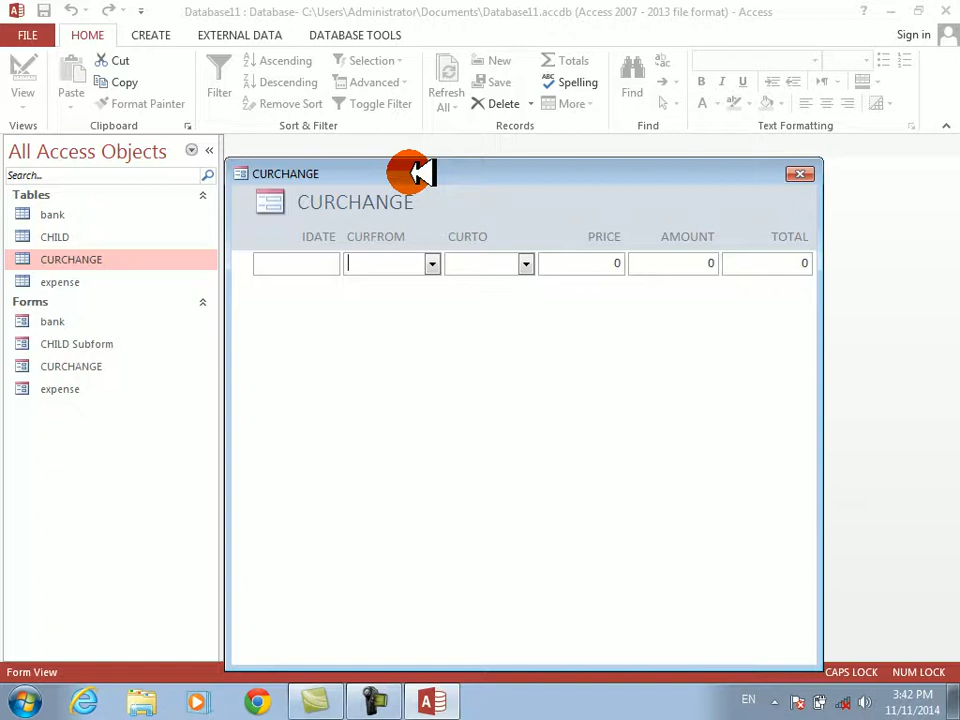 Database11 : Database- C:\Users\Administrator\Documents\Database11.accdb (Access 2007 - 2013 file format) - Access
FILE HOME CREATE EXTERNAL DATA DATABASE TOOLS Sign in
View
Views
Paste
Cut
Copy
Format Painter
Clipboard
Filter
Ascending
Descending
Remove Sort
Selection
Advanced
Toggle Filter
Sort & Filter
Refresh
All
New
Save
Delete
Totals
Spelling
More
Records
Find
Find
B I U
A
Text Formatting
All Access Objects
Search...
Tables
bank
CHILD
CURCHANGE
expense
Forms
bank
CHILD Subform
CURCHANGE
expense
CURCHANGE
CURCHANGE
IDATE CURFROM CURTO PRICE AMOUNT TOTAL
0 0 0
Form View CAPS LOCK NUM LOCK
EN
3:42 PM
11/11/2014